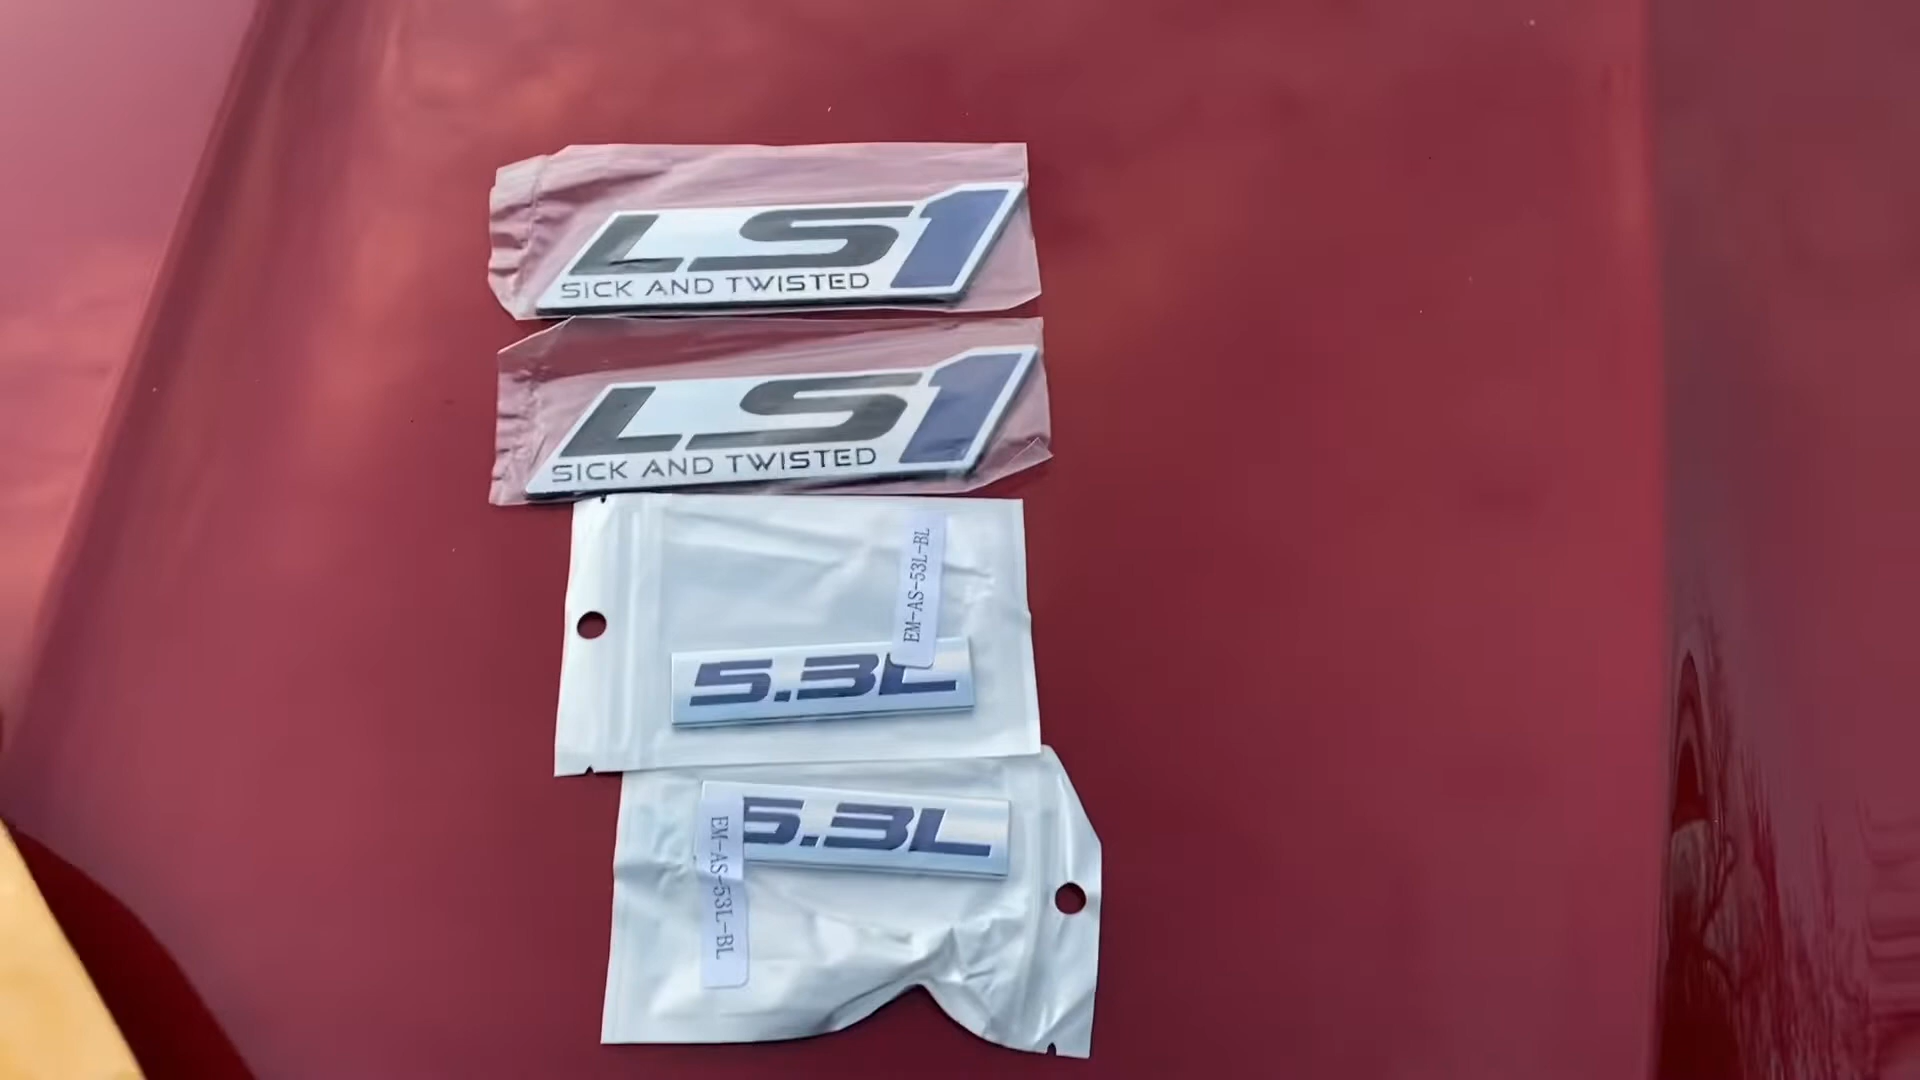 LS1
SICK AND TWISTED
LS1
SICK AND TWISTED
EM-AS-53L-BL
5.3L
5.3L
EM-AS-53L-BL